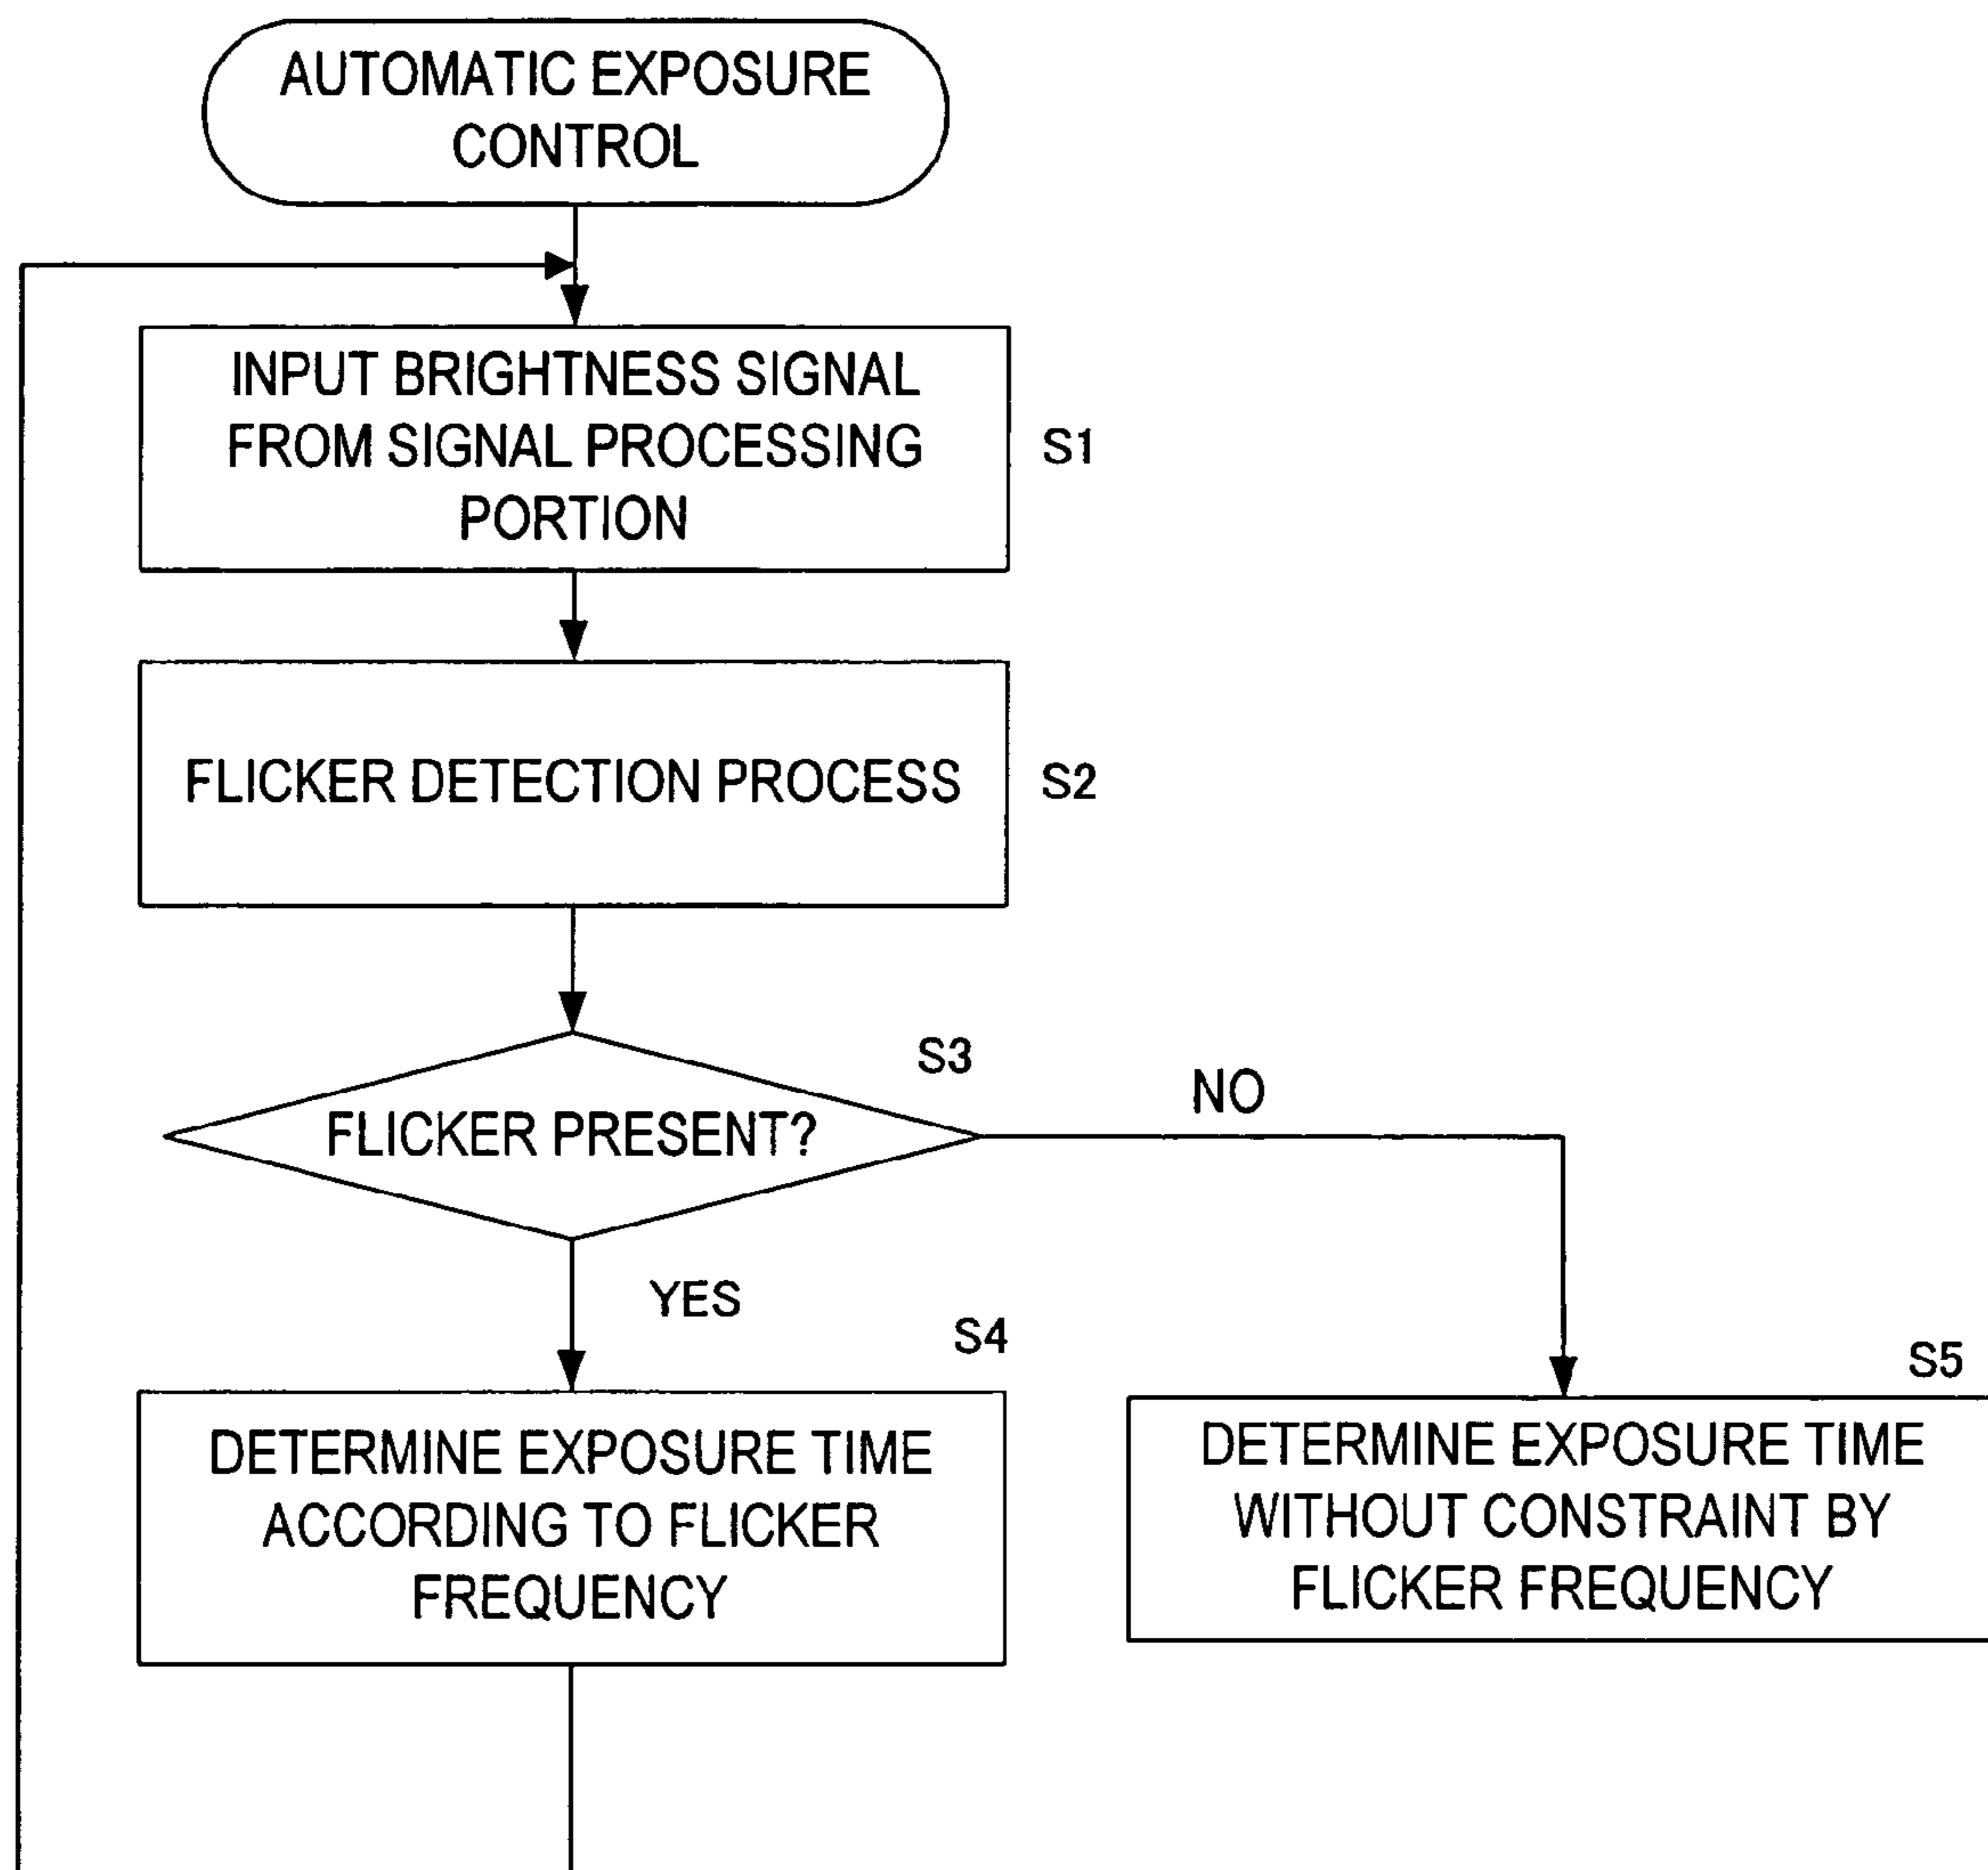 AUTOMATIC EXPOSURE
CONTROL
INPUT BRIGHTNESS SIGNAL
FROM SIGNAL PROCESSING
PORTION
S1
FLICKER DETECTION PROCESS
S2
S3
FLICKER PRESENT?
NO
YES
S4
DETERMINE EXPOSURE TIME
ACCORDING TO FLICKER
FREQUENCY
S5
DETERMINE EXPOSURE TIME
WITHOUT CONSTRAINT BY
FLICKER FREQUENCY